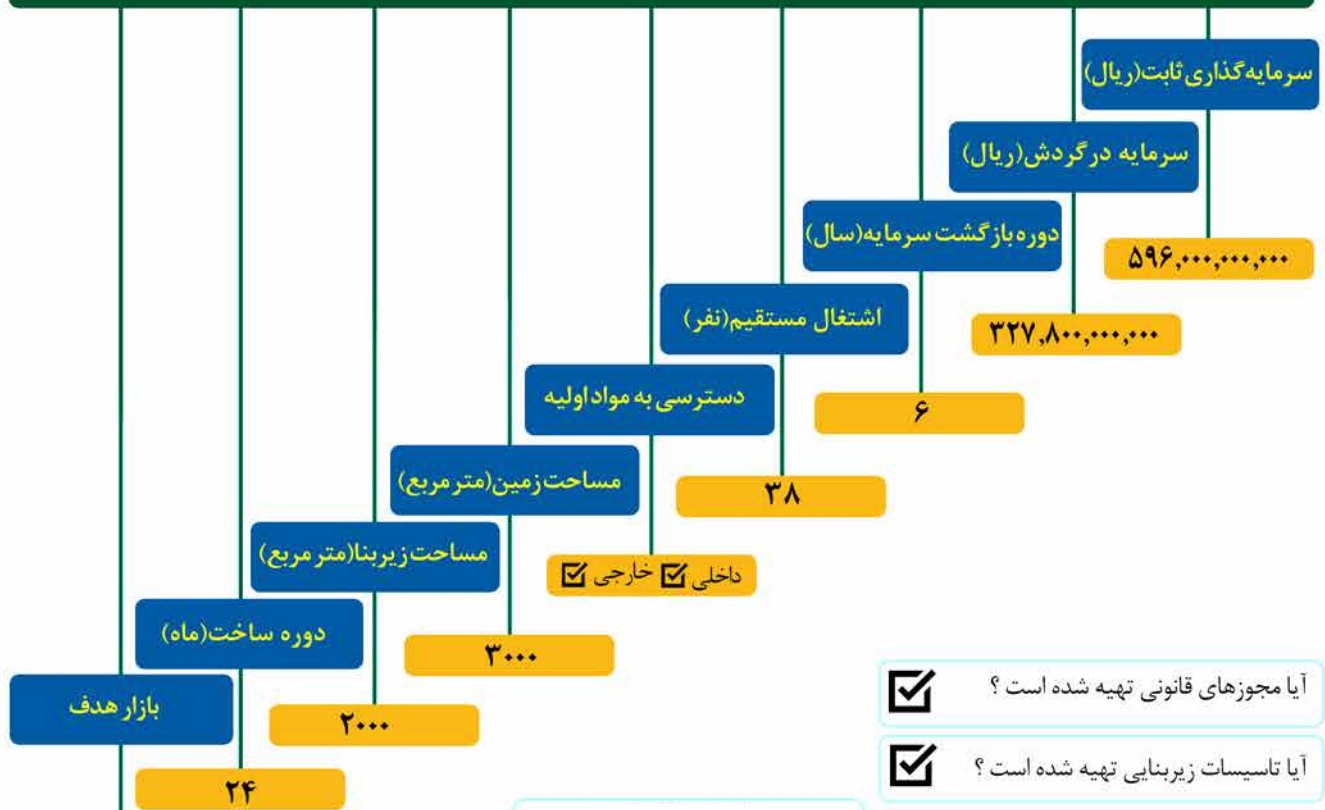 سرمایه‌گذاری ثابت(ریال)
۵۹۶,۰۰۰,۰۰۰,۰۰۰
سرمایه در گردش(ریال)
۳۲۷,۸۰۰,۰۰۰,۰۰۰
دوره بازگشت سرمایه(سال)
۶
اشتغال مستقیم(نفر)
۳۸
دسترسی به مواد اولیه
داخلی ☑ خارجی ☑
مساحت زمین(متر مربع)
۳۰۰۰
مساحت زیربنا(متر مربع)
۲۰۰۰
دوره ساخت(ماه)
۲۴
بازار هدف
آیا مجوزهای قانونی تهیه شده است ؟ ☑
آیا تاسیسات زیربنایی تهیه شده است ؟ ☑